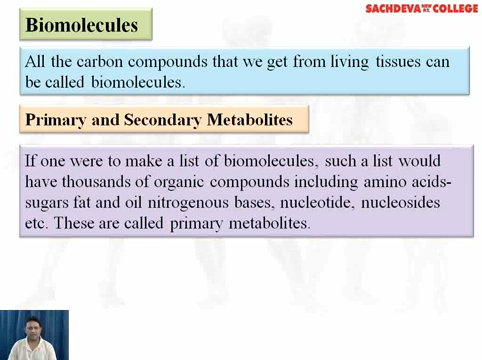 SACHDEVA COLLEGE
Biomolecules
All the carbon compounds that we get from living tissues can
be called biomolecules.
Primary and Secondary Metabolites
If one were to make a list of biomolecules, such a list would
have thousands of organic compounds including amino acids-
sugars fat and oil nitrogenous bases, nucleotide, nucleosides
etc. These are called primary metabolites.